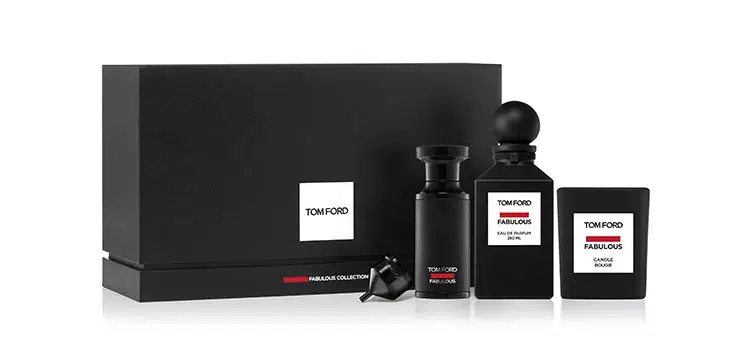 TOM FORD
FABULOUS COLLECTION
TOM FORD
FABULOUS
TOM FORD
FABULOUS
EAU DE PARFUM
250 ML
TOM FORD
FABULOUS
CANDLE
BOUGIE